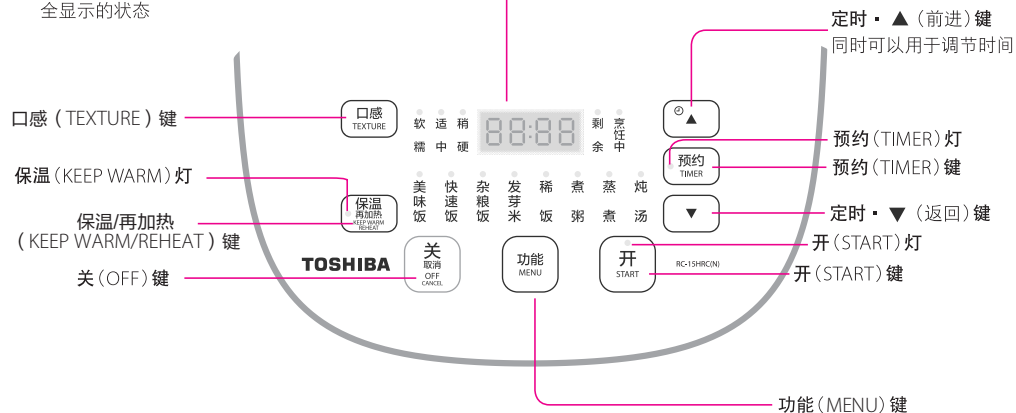 全显示的状态
定时・▲（前进）键
同时可以用于调节时间
口感（TEXTURE）键
口感
TEXTURE
软糯
适中
稍硬
88:88
剩余
烹饪中
▲
预约（TIMER）灯
预约
TIMER
预约（TIMER）键
保温（KEEP WARM）灯
保温
再加热
KEEP WARM
REHEAT
美味饭
快速饭
杂粮饭
发芽米
稀饭
煮粥
蒸煮
炖汤
▼
定时・▼（返回）键
保温/再加热
（KEEP WARM/REHEAT）键
开（START）灯
TOSHIBA
关
取消
OFF
CANCEL
功能
MENU
开
START
RC-15HRC(N)
关（OFF）键
开（START）键
功能（MENU）键